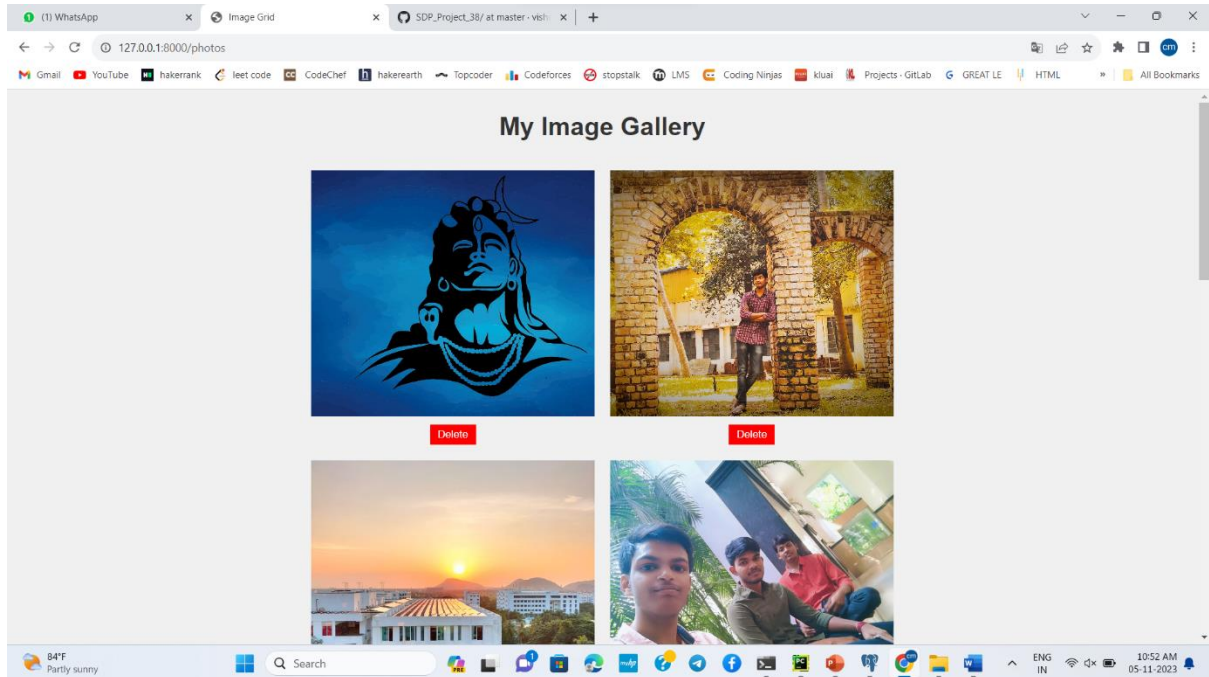 (1) WhatsApp
Image Grid
SDP_Project_38/ at master · vish
127.0.0.1:8000/photos
cm
Gmail
YouTube
hakerrank
leet code
CodeChef
hakerearth
Topcoder
Codeforces
stopstalk
LMS
Coding Ninjas
kluai
Projects · GitLab
GREAT LE
HTML
»
All Bookmarks
My Image Gallery
Delete
Delete
84°F
Partly sunny
Search
ENG
IN
10:52 AM
05-11-2023